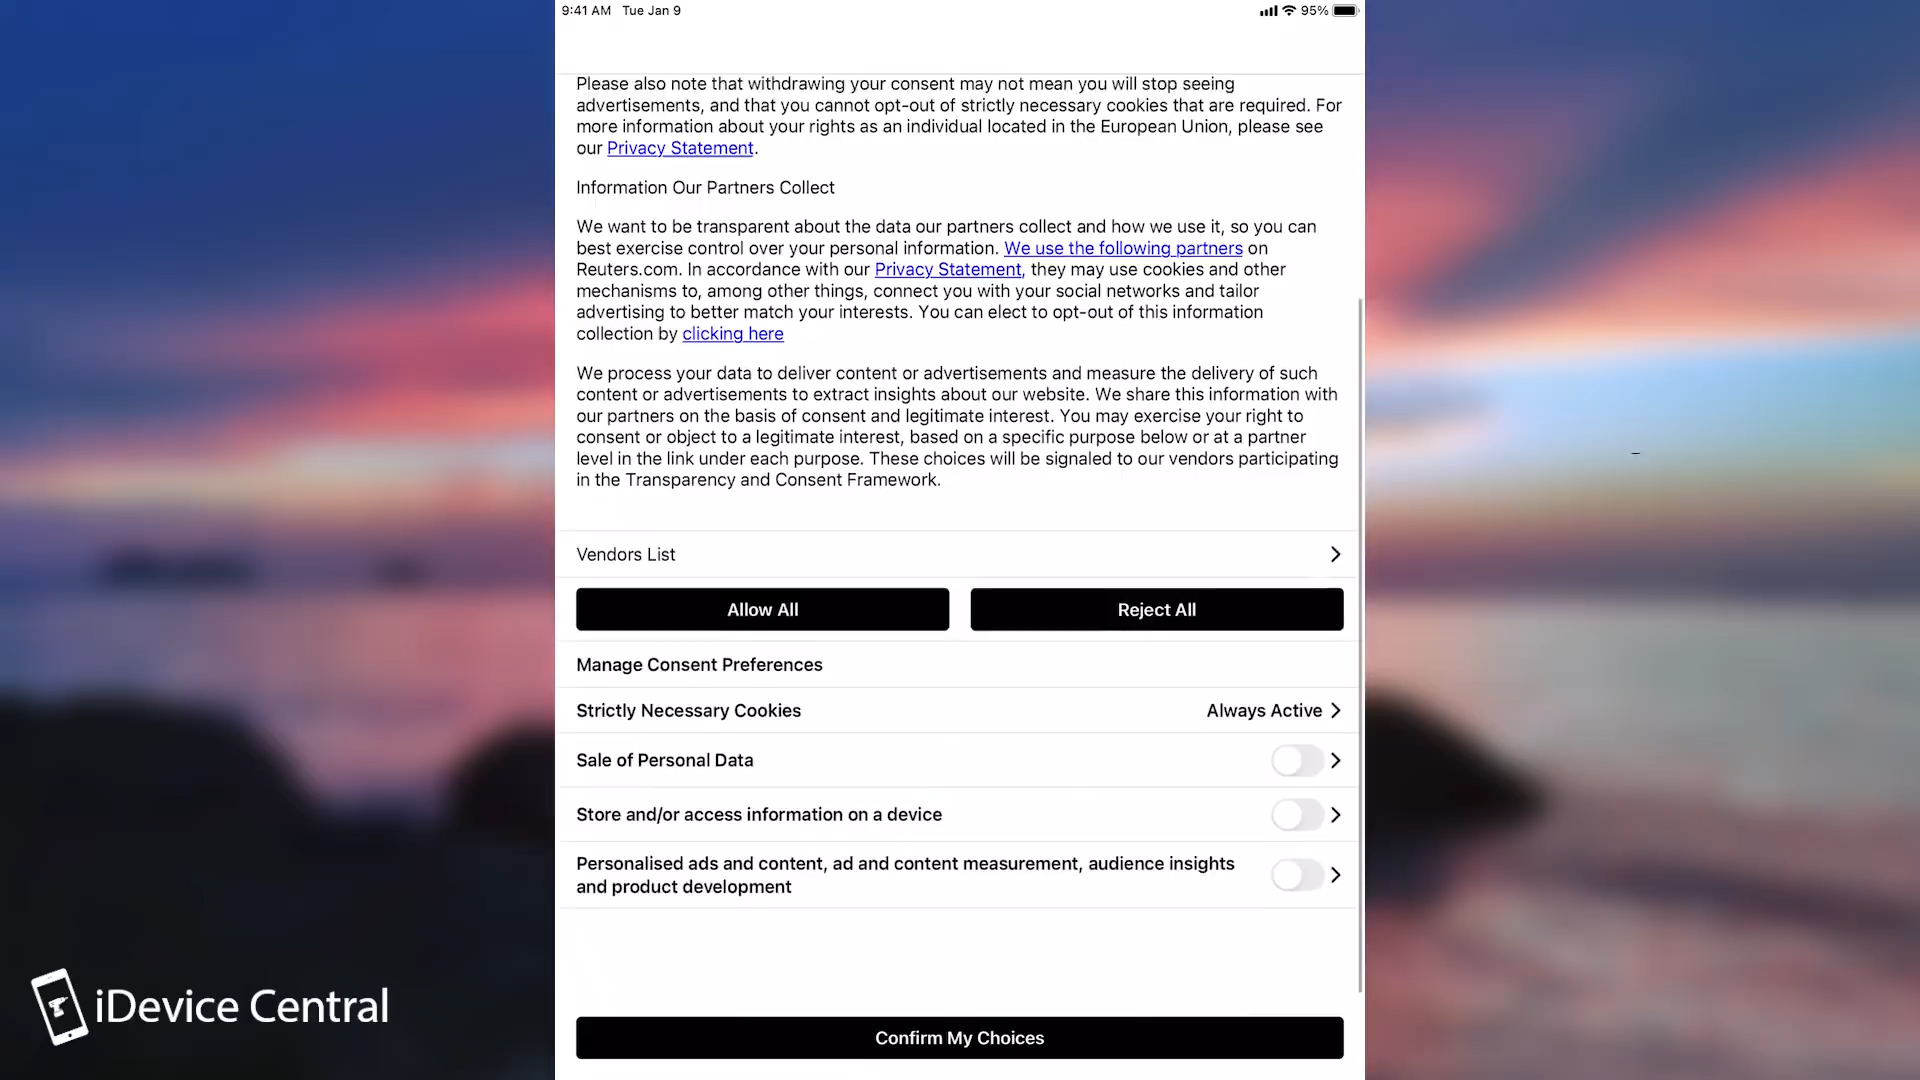 9:41 AM Tue Jan 9
95%
Please also note that withdrawing your consent may not mean you will stop seeing
advertisements, and that you cannot opt-out of strictly necessary cookies that are required. For
more information about your rights as an individual located in the European Union, please see
our Privacy Statement.
Information Our Partners Collect
We want to be transparent about the data our partners collect and how we use it, so you can
best exercise control over your personal information. We use the following partners on
Reuters.com. In accordance with our Privacy Statement, they may use cookies and other
mechanisms to, among other things, connect you with your social networks and tailor
advertising to better match your interests. You can elect to opt-out of this information
collection by clicking here
We process your data to deliver content or advertisements and measure the delivery of such
content or advertisements to extract insights about our website. We share this information with
our partners on the basis of consent and legitimate interest. You may exercise your right to
consent or object to a legitimate interest, based on a specific purpose below or at a partner
level in the link under each purpose. These choices will be signaled to our vendors participating
in the Transparency and Consent Framework.
Vendors List
Allow All
Reject All
Manage Consent Preferences
Strictly Necessary Cookies
Always Active
Sale of Personal Data
Store and/or access information on a device
Personalised ads and content, ad and content measurement, audience insights
and product development
Confirm My Choices
iDevice Central